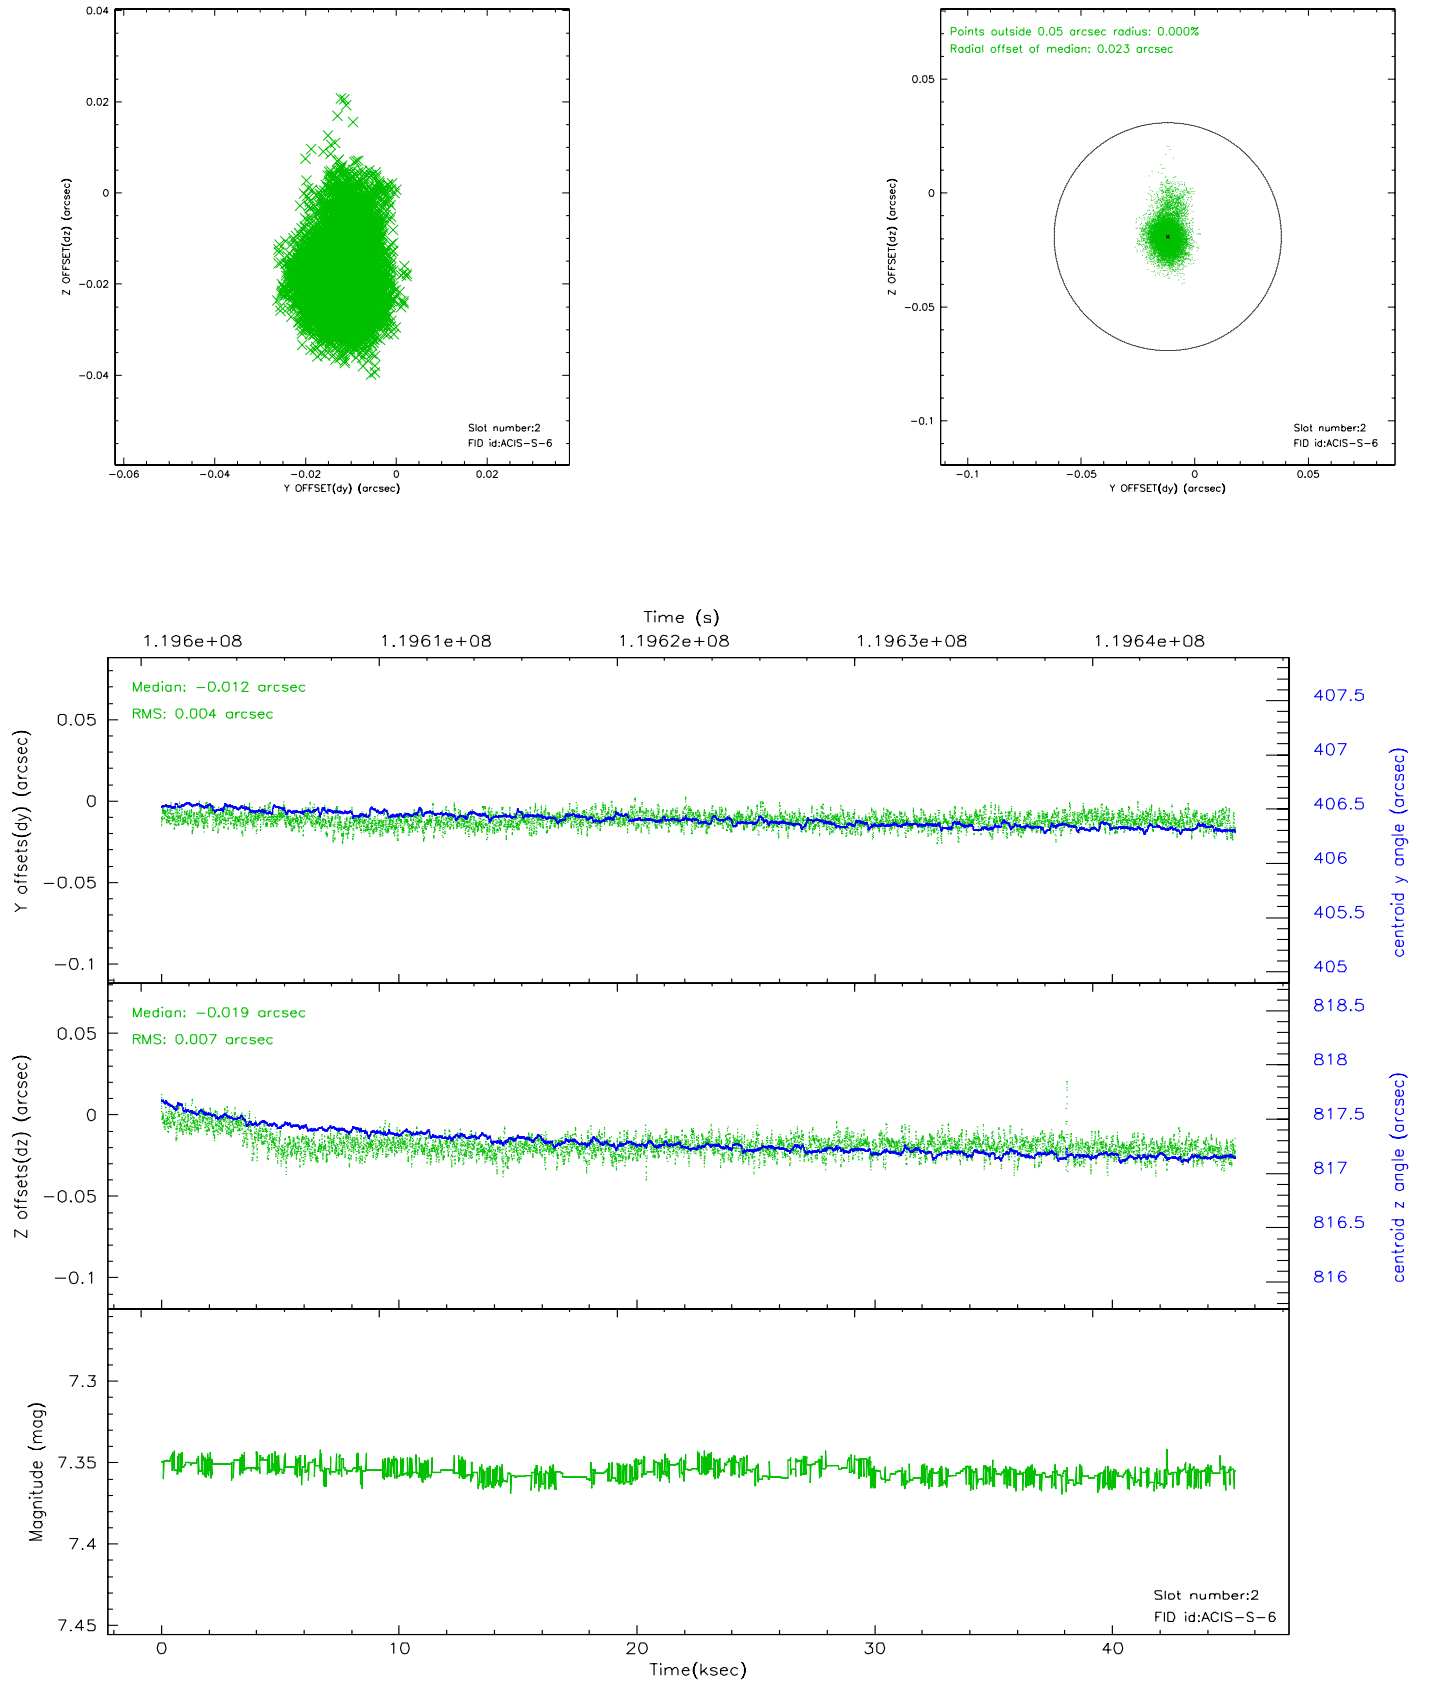 0.04
0.02
0
-0.02
-0.04
Z OFFSET(dz) (arcsec)
Slot number:2
FID id:ACIS-S-6
-0.06 -0.04 -0.02 0 0.02
Y OFFSET(dy) (arcsec)
Points outside 0.05 arcsec radius: 0.000%
Radial offset of median: 0.023 arcsec
0.05
0
-0.05
-0.1
Z OFFSET(dz) (arcsec)
Slot number:2
FID id:ACIS-S-6
-0.1 -0.05 0 0.05
Y OFFSET(dy) (arcsec)
Time (s)
1.196e+08 1.1961e+08 1.1962e+08 1.1963e+08 1.1964e+08
Median: -0.012 arcsec
RMS: 0.004 arcsec
0.05
0
-0.05
-0.1
Y offsets(dy) (arcsec)
407.5
407
406.5
406
405.5
405
centroid y angle (arcsec)
Median: -0.019 arcsec
RMS: 0.007 arcsec
0.05
0
-0.05
-0.1
Z offsets(dz) (arcsec)
818.5
818
817.5
817
816.5
816
centroid z angle (arcsec)
7.3
7.35
7.4
7.45
Magnitude (mag)
Slot number:2
FID id:ACIS-S-6
0 10 20 30 40
Time(ksec)